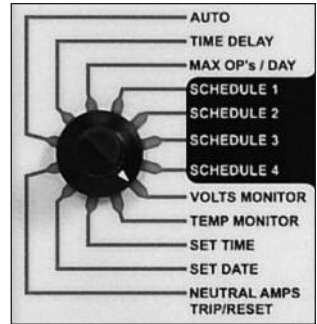 AUTO
TIME DELAY
MAX OP's / DAY
SCHEDULE 1
SCHEDULE 2
SCHEDULE 3
SCHEDULE 4
VOLTS MONITOR
TEMP MONITOR
SET TIME
SET DATE
NEUTRAL AMPS
TRIP/RESET